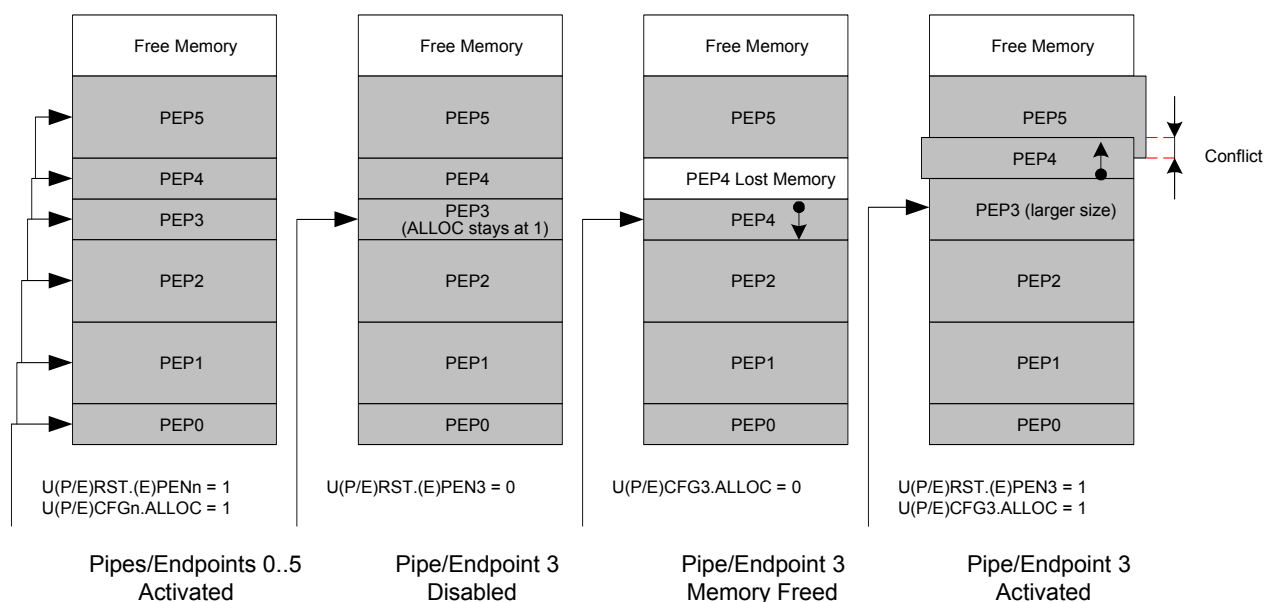 Free Memory
PEP5
PEP4
PEP3
PEP2
PEP1
PEP0
U(P/E)RST.(E)PENn = 1
U(P/E)CFGn.ALLOC = 1
Pipes/Endpoints 0..5
Activated
Free Memory
PEP5
PEP4
PEP3
(ALLOC stays at 1)
PEP2
PEP1
PEP0
U(P/E)RST.(E)PEN3 = 0
Pipe/Endpoint 3
Disabled
Free Memory
PEP5
PEP4 Lost Memory
PEP4
PEP2
PEP1
PEP0
U(P/E)CFG3.ALLOC = 0
Pipe/Endpoint 3
Memory Freed
Free Memory
PEP5
PEP4
Conflict
PEP3 (larger size)
PEP2
PEP1
PEP0
U(P/E)RST.(E)PEN3 = 1
U(P/E)CFG3.ALLOC = 1
Pipe/Endpoint 3
Activated